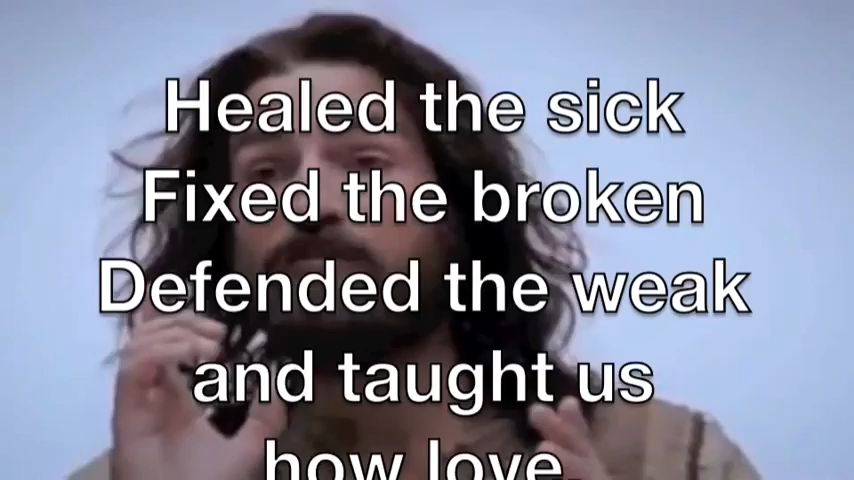 Healed the sick
Fixed the broken
Defended the weak
and taught us
how love.